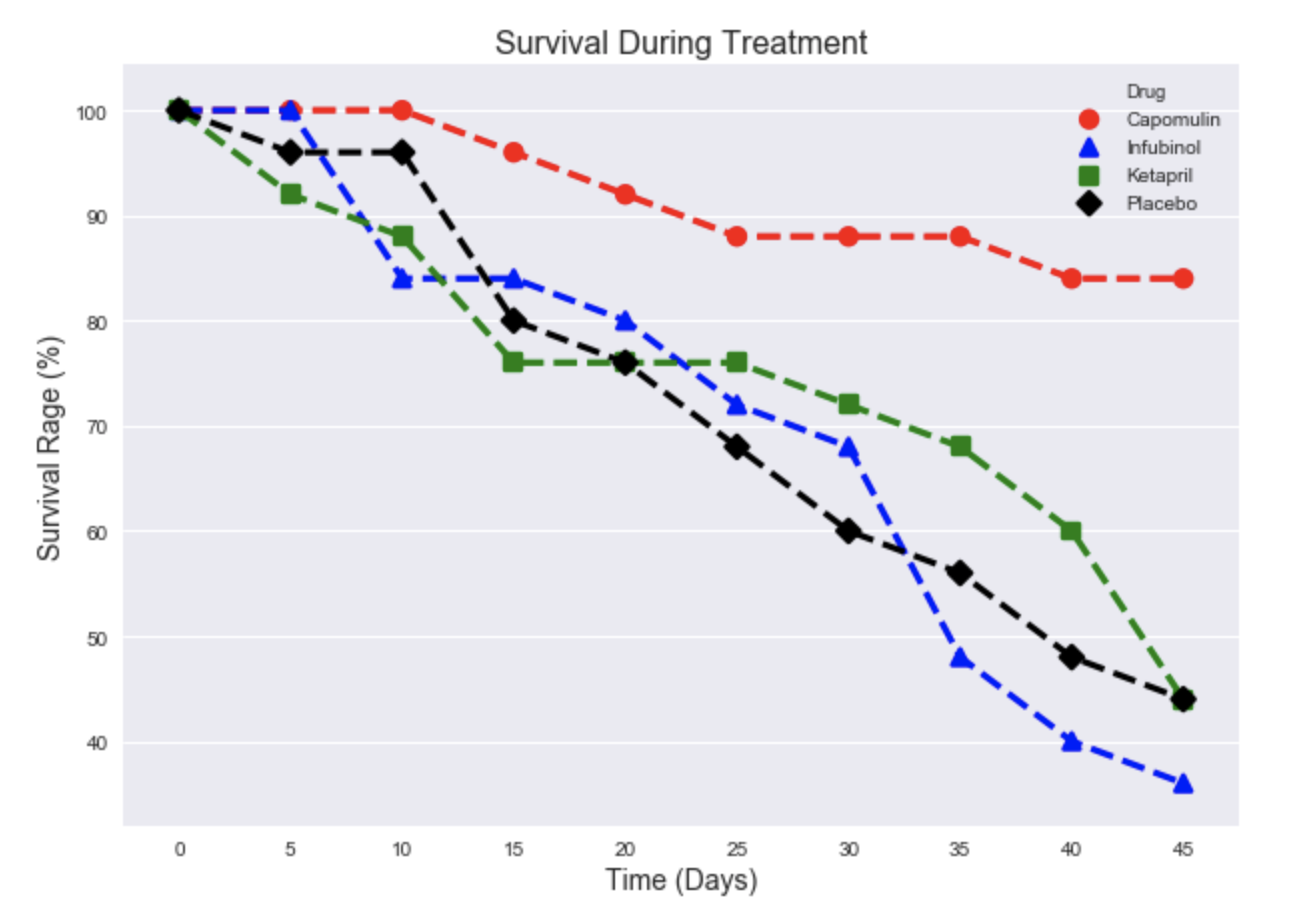 Survival During Treatment
Drug
Capomulin
Infubinol
Ketapril
Placebo
100
90
80
70
60
50
40
Survival Rage (%)
0 5 10 15 20 25 30 35 40 45
Time (Days)